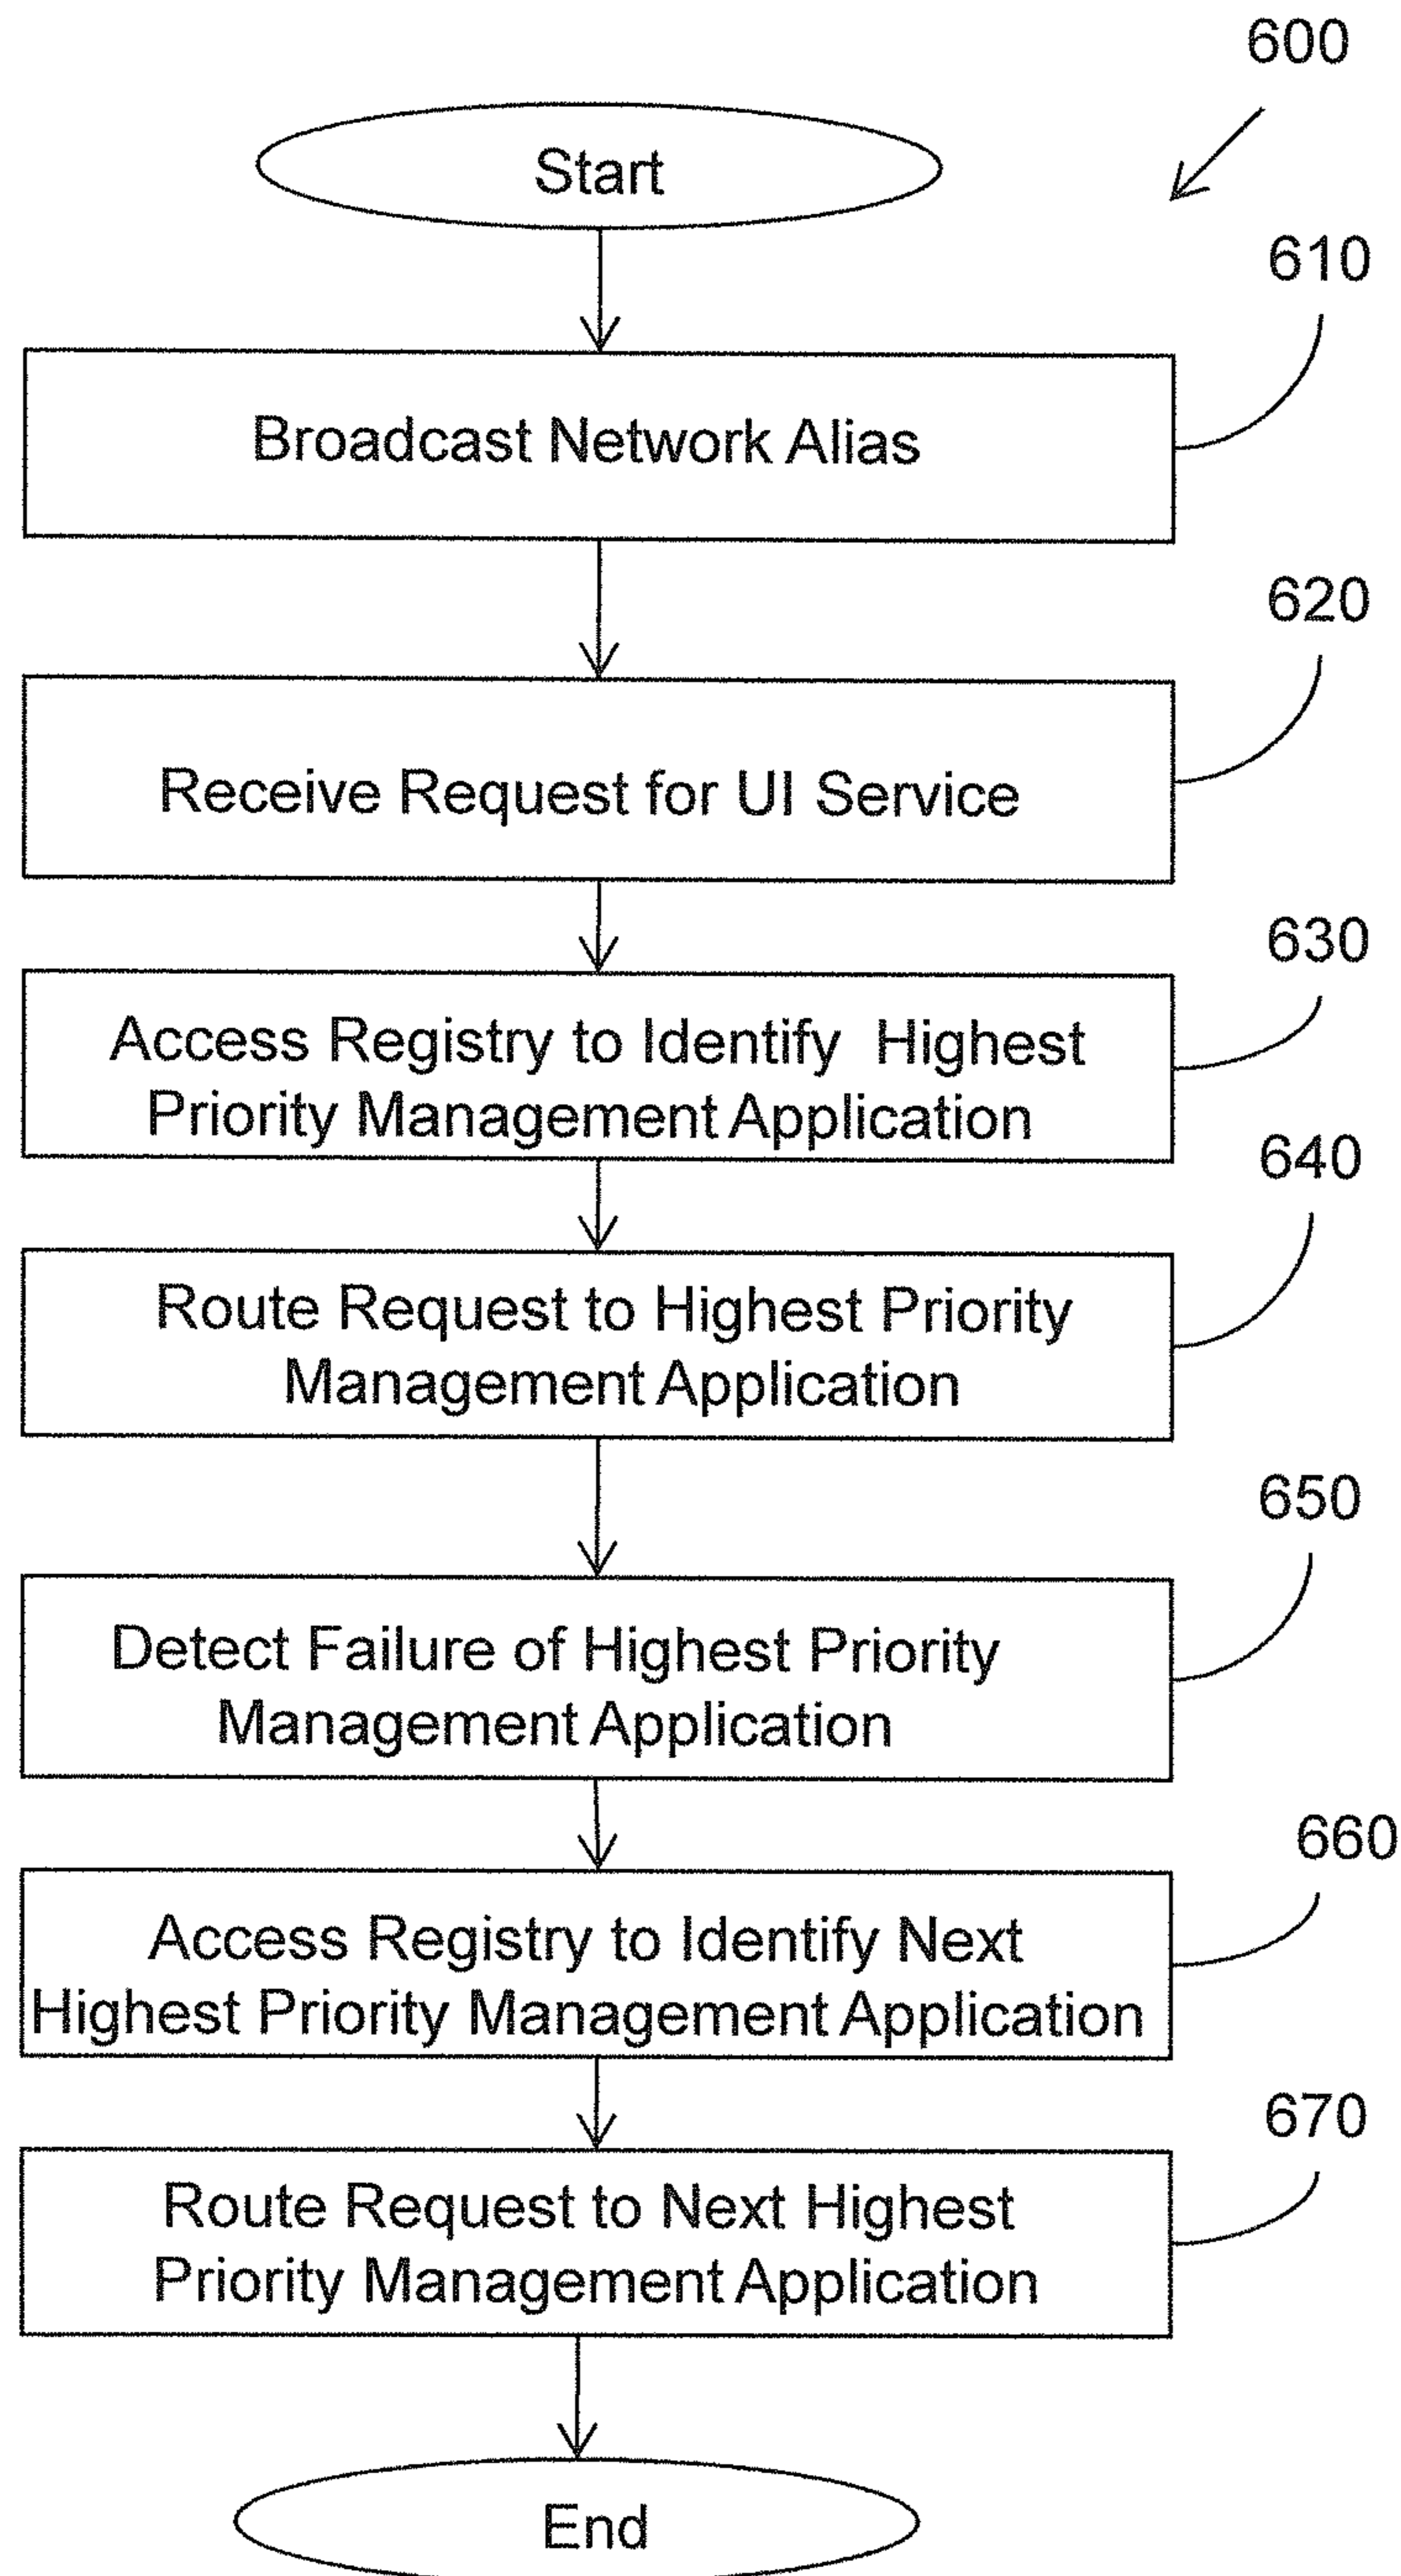 600
Start
610
Broadcast Network Alias
620
Receive Request for UI Service
630
Access Registry to Identify Highest
Priority Management Application
640
Route Request to Highest Priority
Management Application
650
Detect Failure of Highest Priority
Management Application
660
Access Registry to Identify Next
Highest Priority Management Application
670
Route Request to Next Highest
Priority Management Application
End